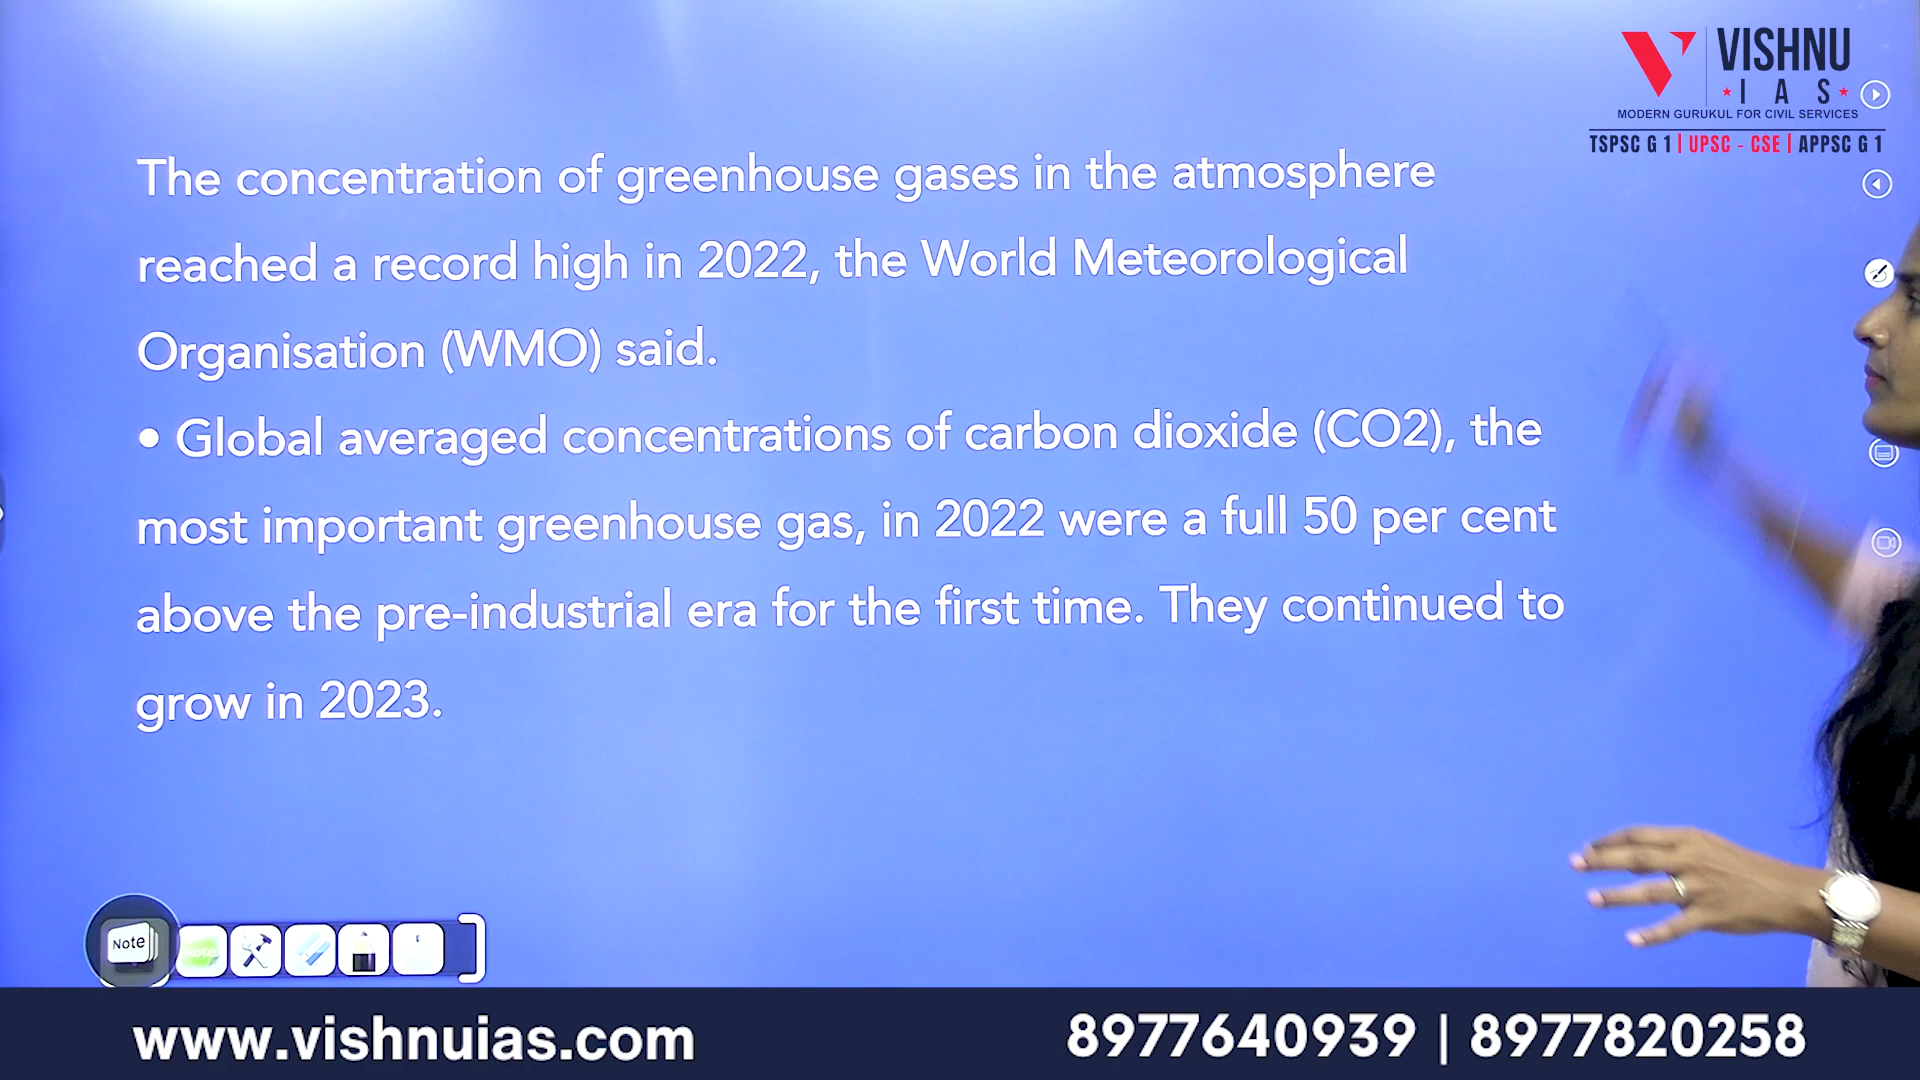 VISHNU
IAS
MODERN GURUKUL FOR CIVIL SERVICES
TSPSC G 1 | UPSC - CSE | APPSC G 1
The concentration of greenhouse gases in the atmosphere
reached a record high in 2022, the World Meteorological
Organisation (WMO) said.
• Global averaged concentrations of carbon dioxide (CO2), the
most important greenhouse gas, in 2022 were a full 50 per cent
above the pre-industrial era for the first time. They continued to
grow in 2023.
Note
www.vishnuias.com
8977640939 | 8977820258